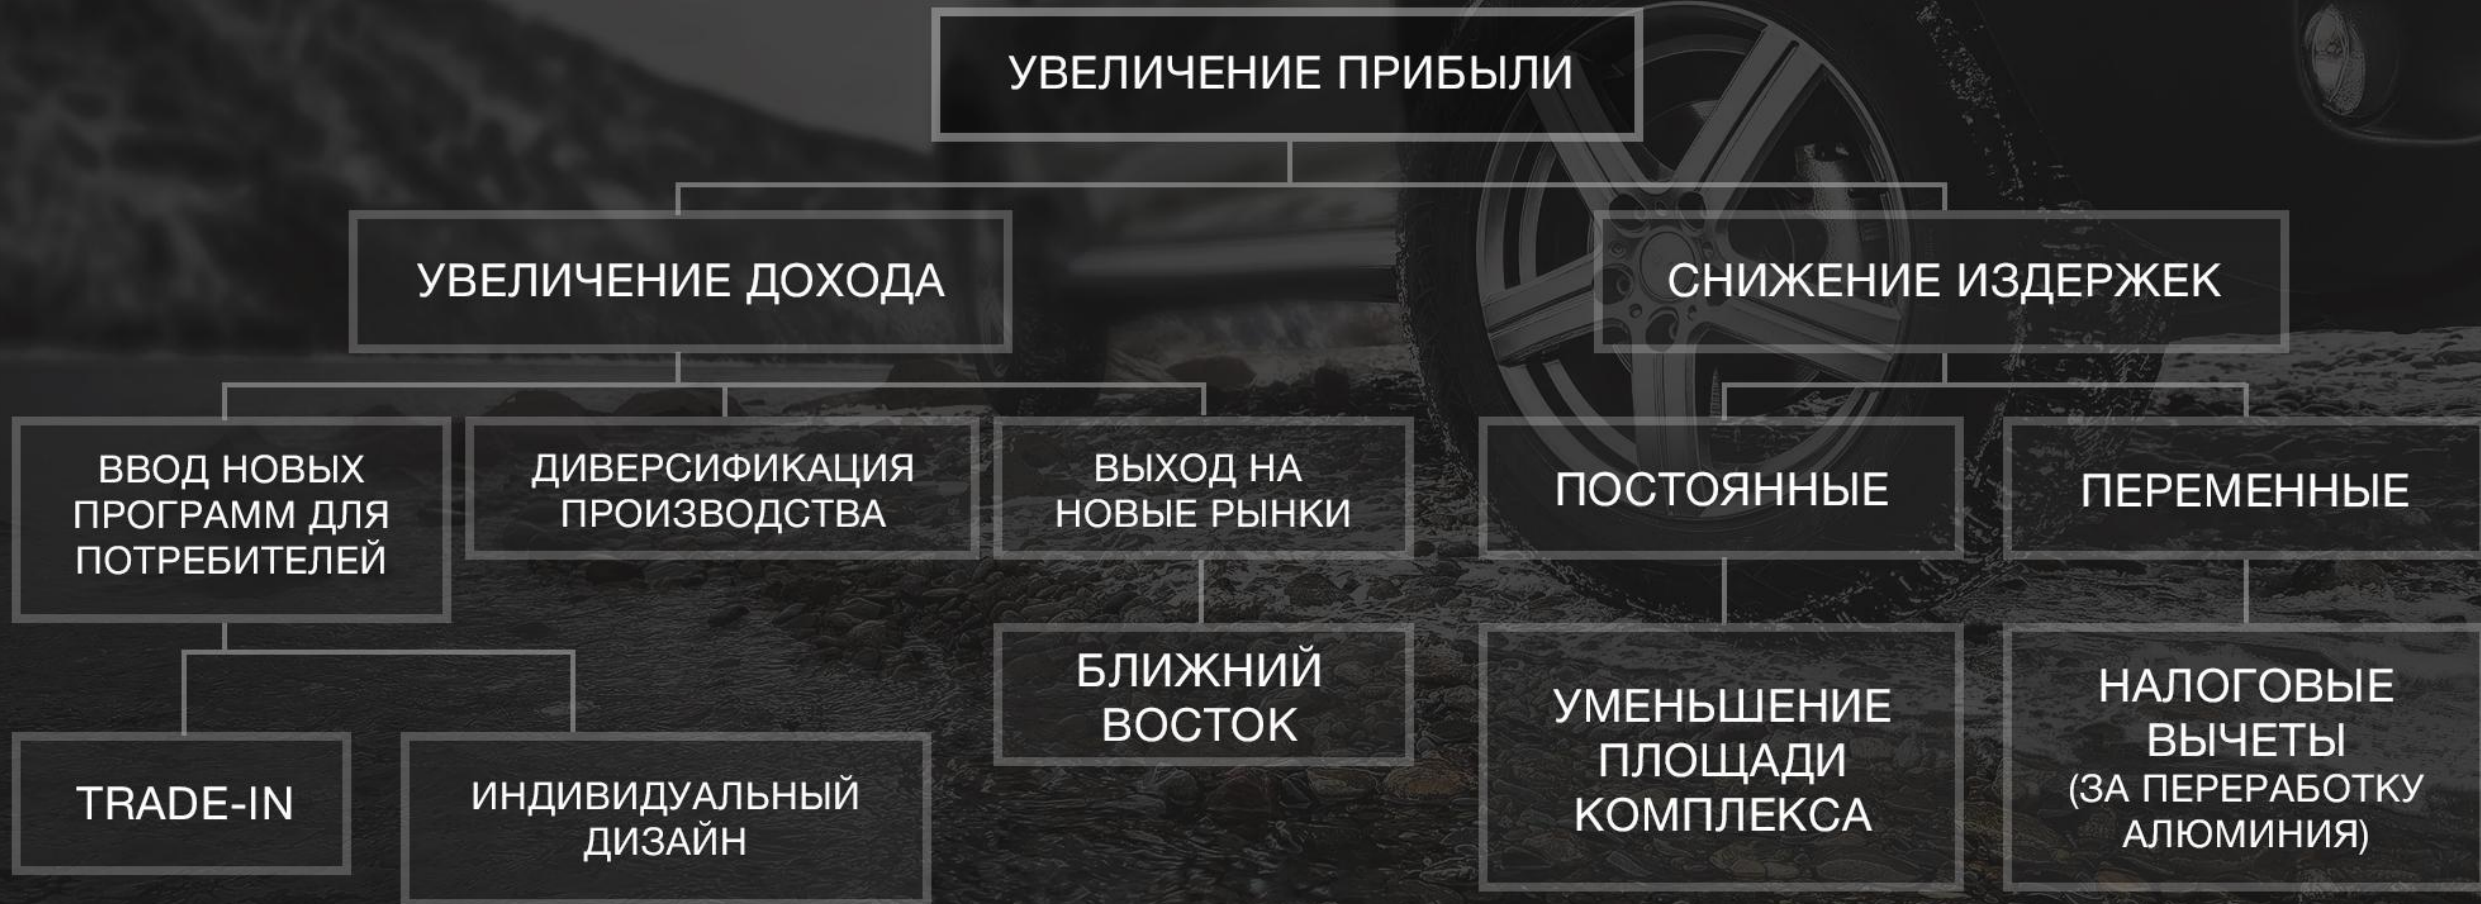 УВЕЛИЧЕНИЕ ПРИБЫЛИ
УВЕЛИЧЕНИЕ ДОХОДА
СНИЖЕНИЕ ИЗДЕРЖЕК
ВВОД НОВЫХ
ПРОГРАММ ДЛЯ
ПОТРЕБИТЕЛЕЙ
ДИВЕРСИФИКАЦИЯ
ПРОИЗВОДСТВА
ВЫХОД НА
НОВЫЕ РЫНКИ
ПОСТОЯННЫЕ
ПЕРЕМЕННЫЕ
TRADE-IN
ИНДИВИДУАЛЬНЫЙ
ДИЗАЙН
БЛИЖНИЙ
ВОСТОК
УМЕНЬШЕНИЕ
ПЛОЩАДИ
КОМПЛЕКСА
НАЛОГОВЫЕ
ВЫЧЕТЫ
(ЗА ПЕРЕРАБОТКУ
АЛЮМИНИЯ)